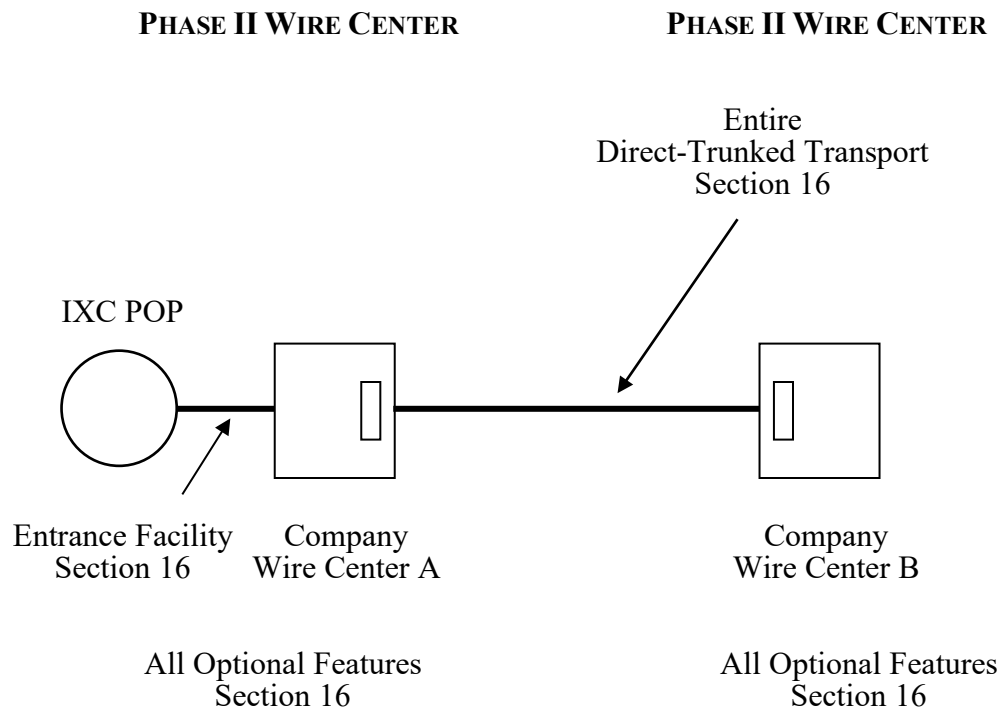 PHASE II WIRE CENTER
PHASE II WIRE CENTER
Entire
Direct-Trunked Transport
Section 16
IXC POP
Entrance Facility
Section 16
Company
Wire Center A
Company
Wire Center B
All Optional Features
Section 16
All Optional Features
Section 16